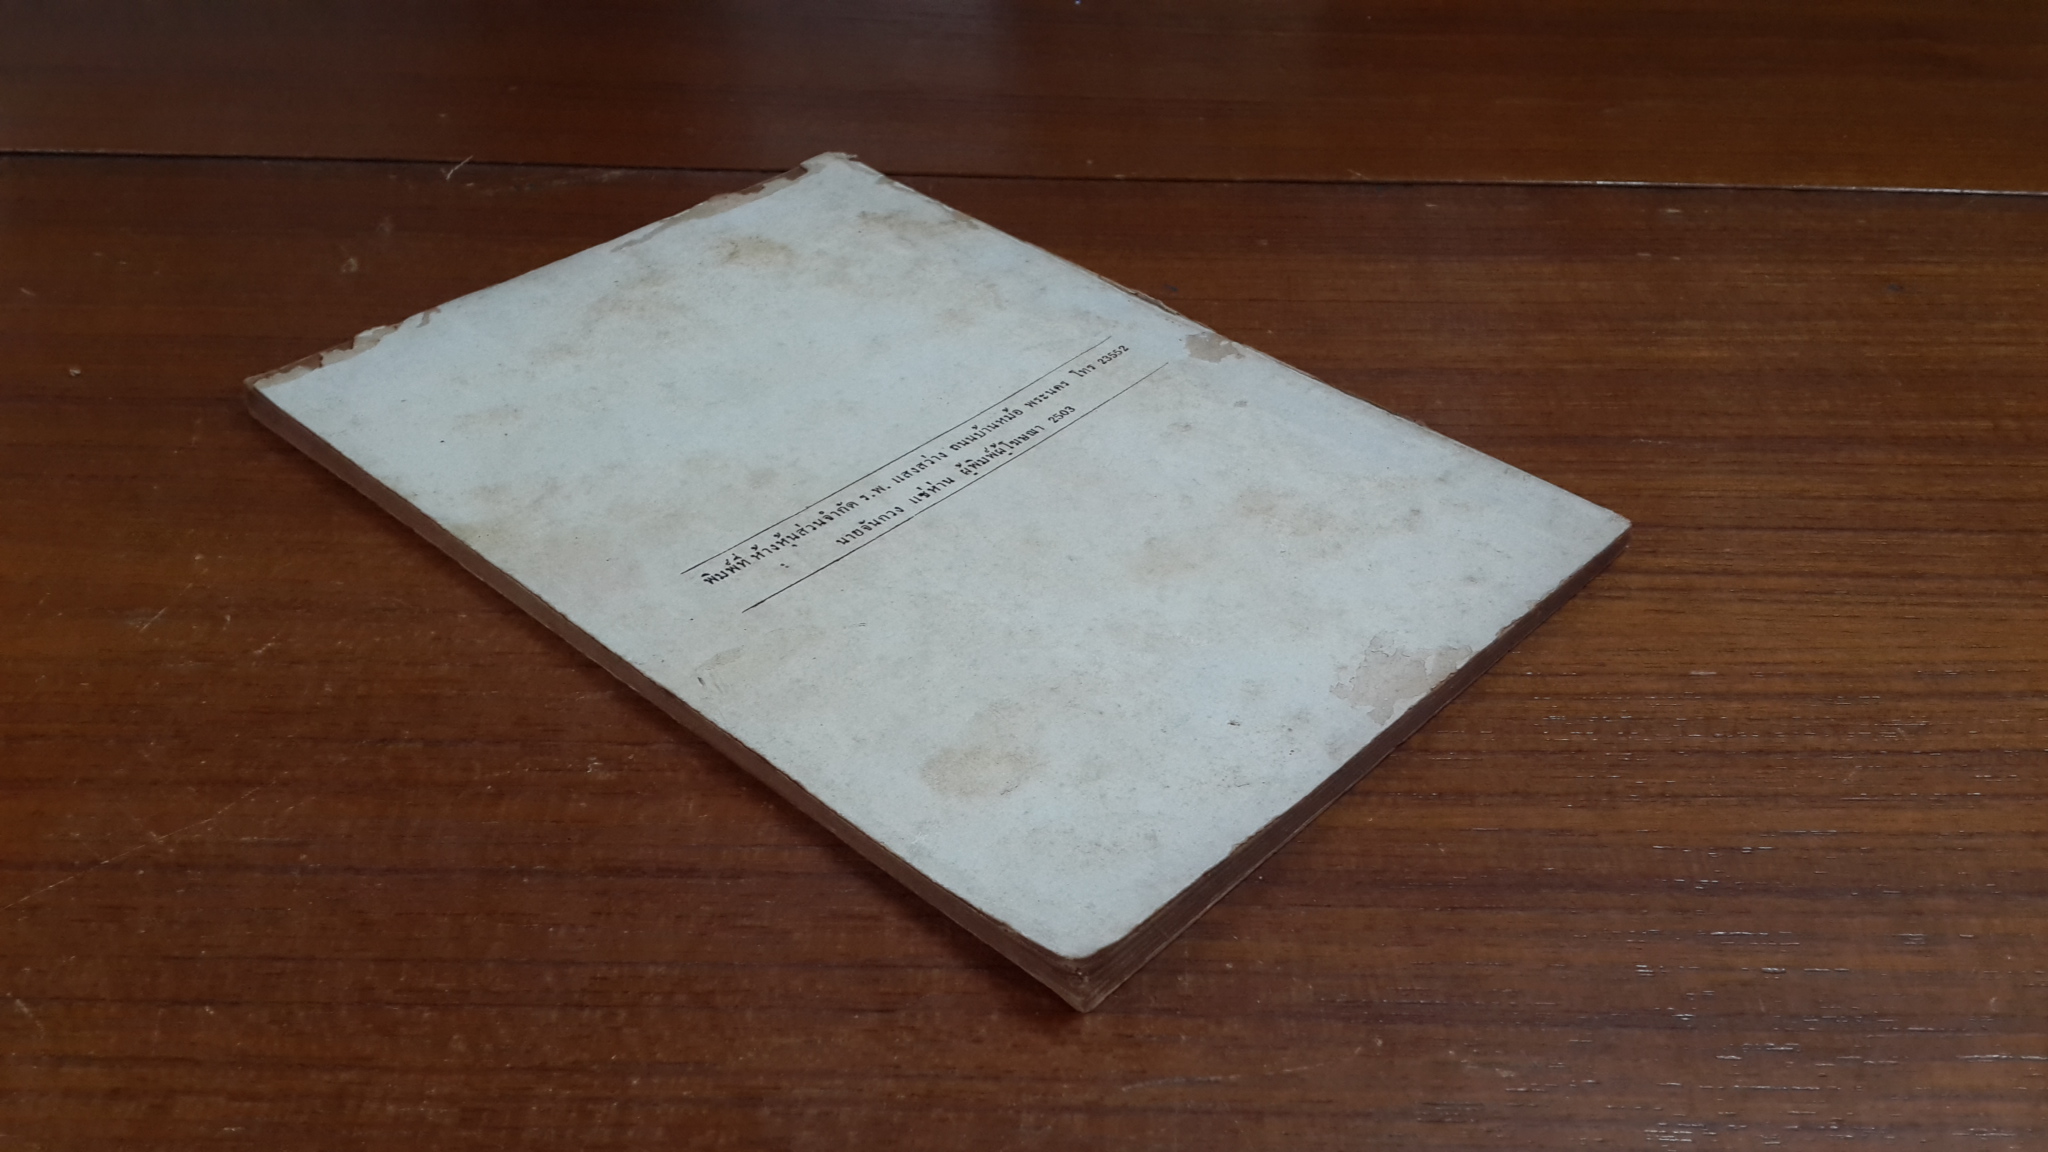 พิมพ์ที่ ห้างหุ้นส่วนจำกัด ร.พ. แสงสว่าง ถนนบ้านหม้อ พระนคร โทร 23552
นายจันกวง แซ่ท่าน ผู้พิมพ์ผู้โฆษณา 2503